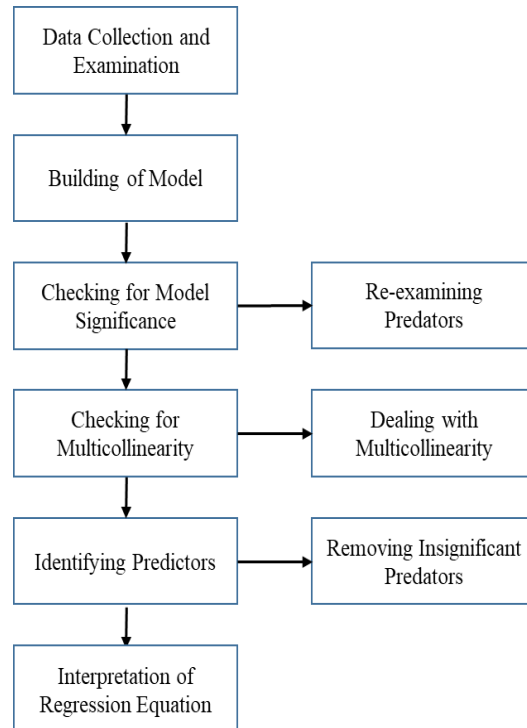 Data Collection and
Examination
Building of Model
Checking for Model
Significance
Re-examining
Predators
Checking for
Multicollinearity
Dealing with
Multicollinearity
Identifying Predictors
Removing Insignificant
Predators
Interpretation of
Regression Equation